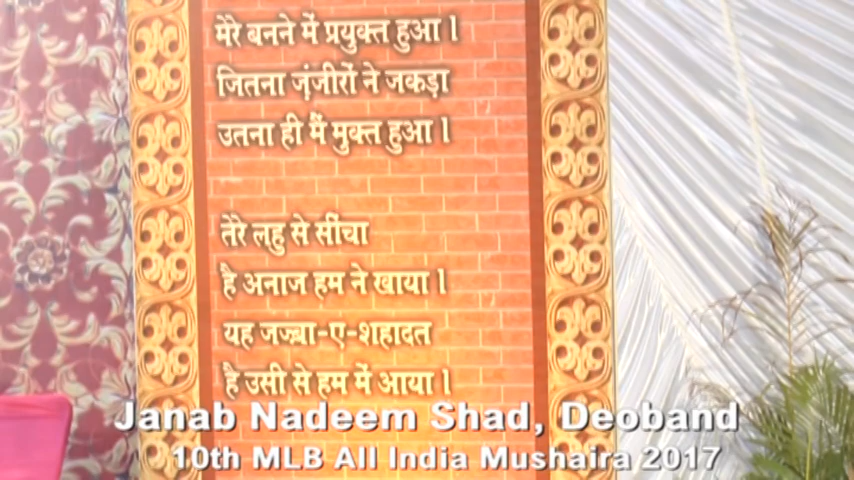 मेरे बनने में प्रयुक्त हुआ ।
जितना ज़ंजीरों ने जकड़ा
उतना ही मैं मुक्त हुआ ।
तेरे लहु से सींचा
है अनाज हम ने खाया ।
यह जज्ब़ा-ए-शहादत
है उसी से हम में आया ।
Janab Nadeem Shad, Deoband
10th MLB All India Mushaira 2017